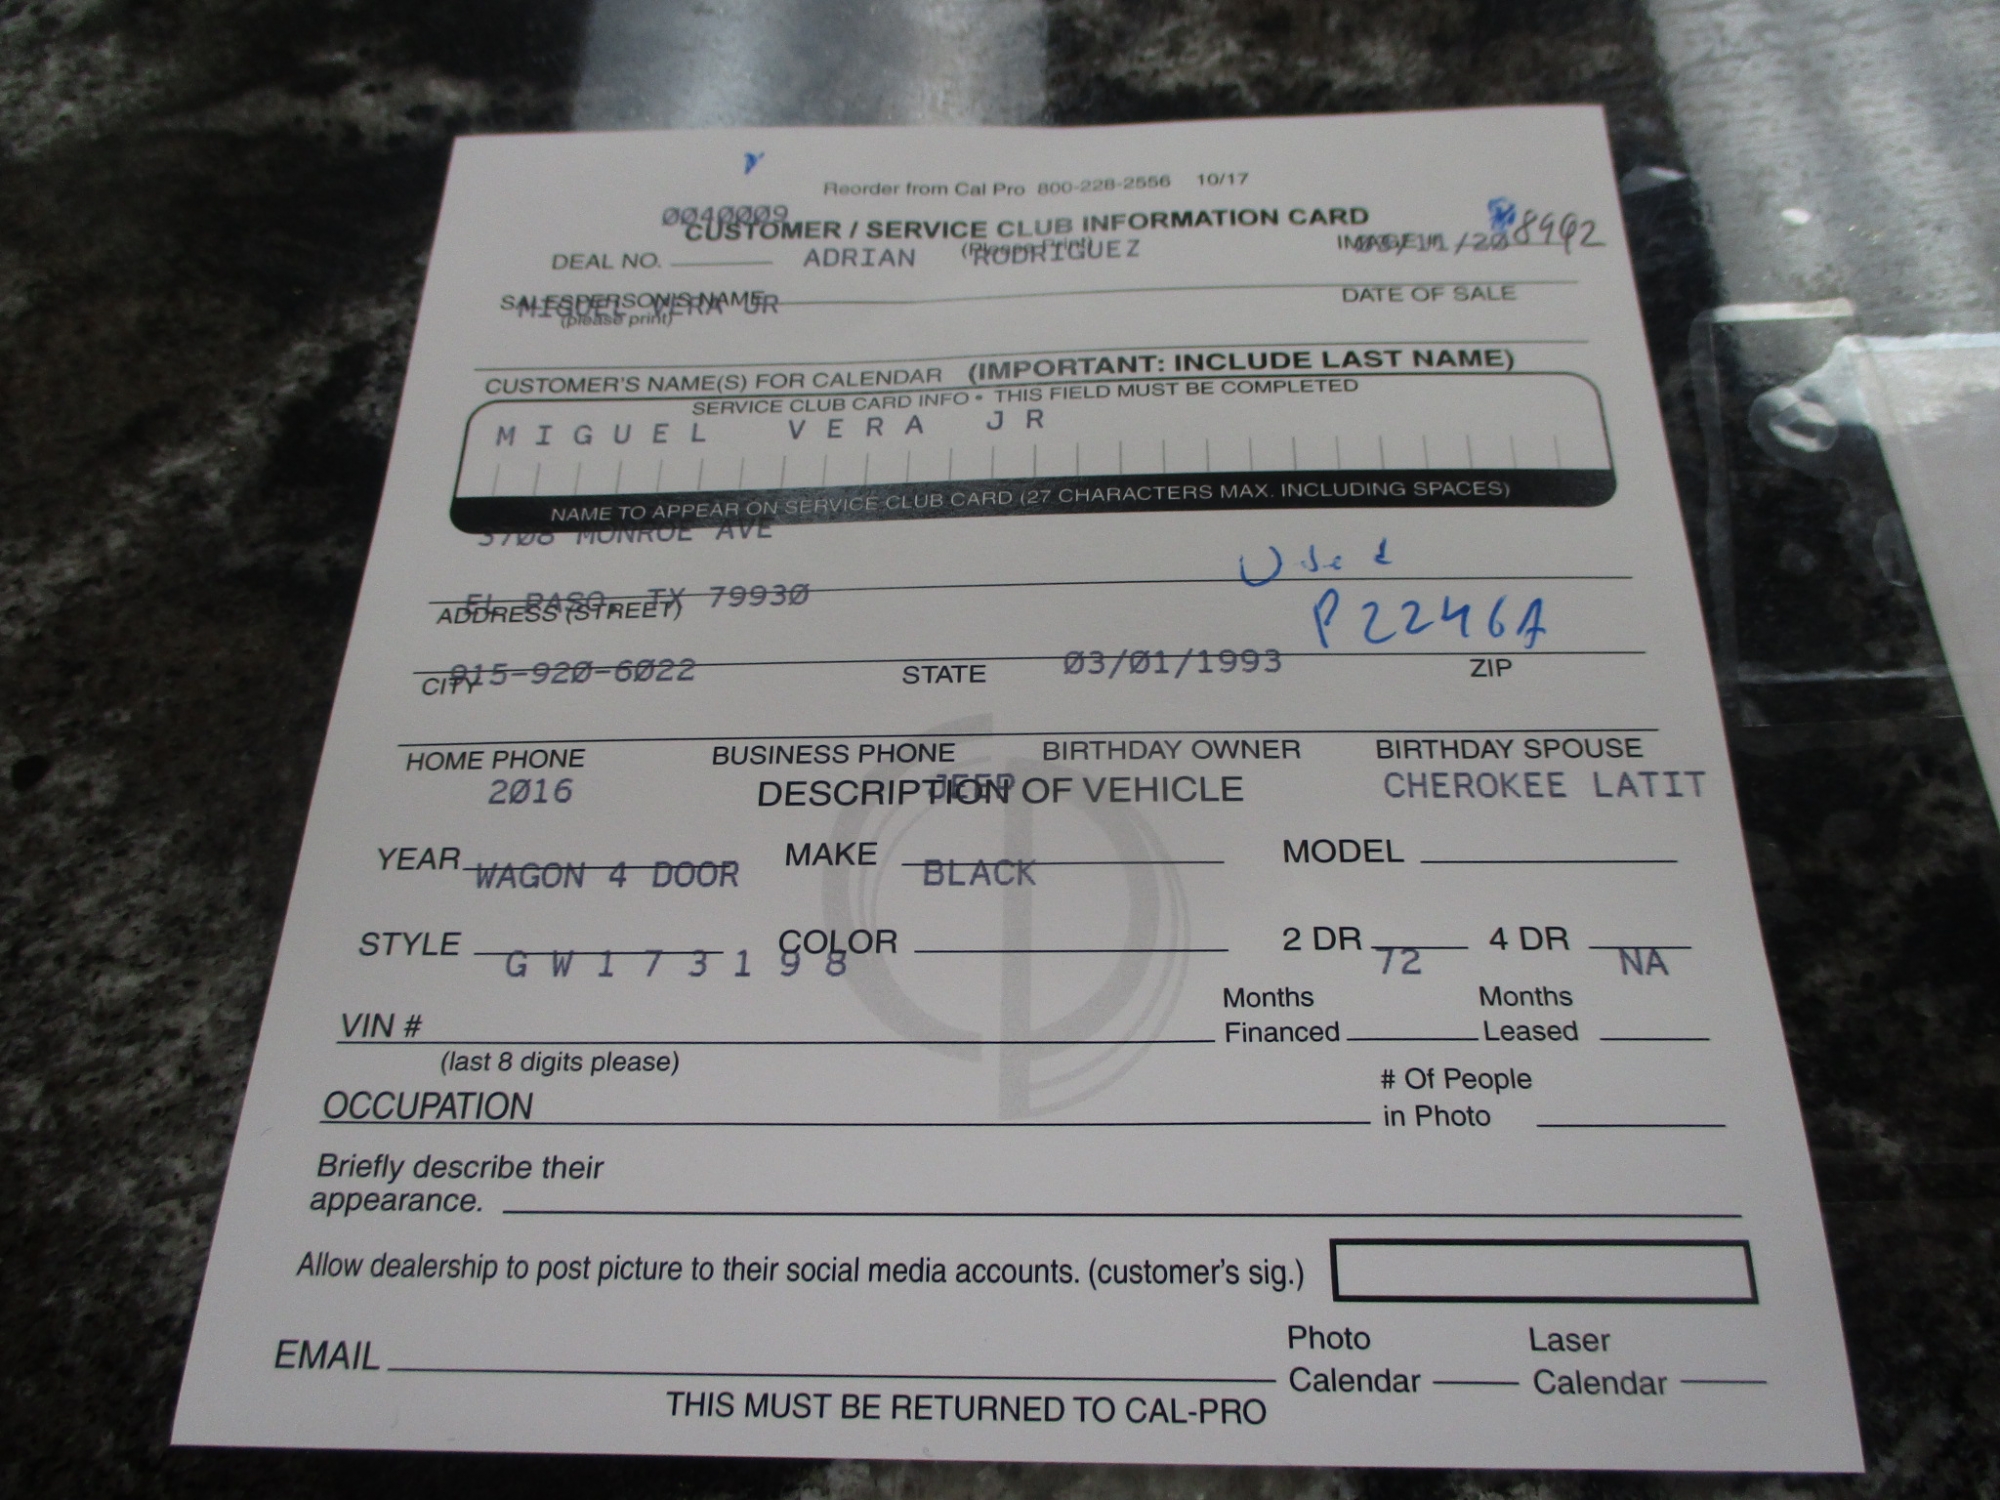 Reorder from Cal Pro 800-228-2556 10/17
0040009
CUSTOMER / SERVICE CLUB INFORMATION CARD
(Please Print)
DEAL NO. ADRIAN RODRIGUEZ 8992
SALESPERSON'S NAME DATE OF SALE
MIGUEL VERA JR
(please print)
CUSTOMER'S NAME(S) FOR CALENDAR (IMPORTANT: INCLUDE LAST NAME)
SERVICE CLUB CARD INFO • THIS FIELD MUST BE COMPLETED
MIGUEL VERA JR
NAME TO APPEAR ON SERVICE CLUB CARD (27 CHARACTERS MAX. INCLUDING SPACES)
3708 MONROE AVE
Used
EL PASO, TX 79930
ADDRESS (STREET)
P2246A
915-920-6022 03/01/1993
CITY STATE ZIP
HOME PHONE BUSINESS PHONE BIRTHDAY OWNER BIRTHDAY SPOUSE
2016 JEEP CHEROKEE LATIT
DESCRIPTION OF VEHICLE
YEAR MAKE MODEL
WAGON 4 DOOR BLACK
STYLE COLOR 2 DR 4 DR
GW173198 72 NA
VIN # Months Financed Months Leased
(last 8 digits please)
OCCUPATION # Of People in Photo
Briefly describe their
appearance.
Allow dealership to post picture to their social media accounts. (customer's sig.)
EMAIL Photo Calendar Laser Calendar
THIS MUST BE RETURNED TO CAL-PRO